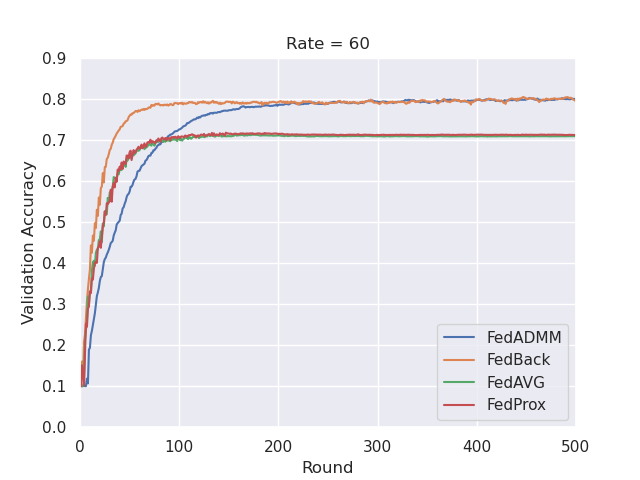 Rate = 60
Validation Accuracy
0.9
0.8
0.7
0.6
0.5
0.4
0.3
0.2
0.1
0.0
FedADMM
FedBack
FedAVG
FedProx
0 100 200 300 400 500
Round